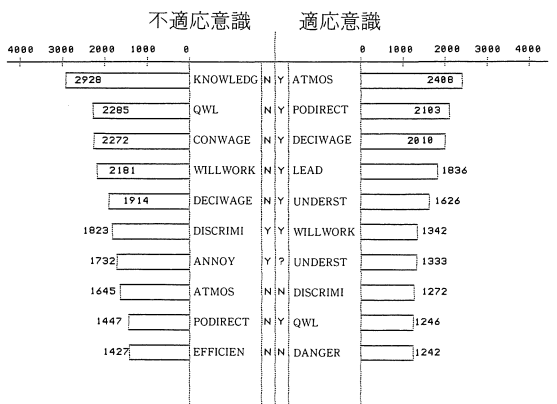 不適応意識 適応意識
4000 3000 2000 1000 0 0 1000 2000 3000 4000
2928 KNOWLEDG N Y ATMOS 2408
2285 QWL N Y PODIRECT 2103
2272 CONWAGE N Y DECIWAGE 2010
2181 WILLWORK N Y LEAD 1836
1914 DECIWAGE N Y UNDERST 1626
1823 DISCRIMI Y Y WILLWORK 1342
1732 ANNOY Y ? UNDERST 1333
1645 ATMOS N N DISCRIMI 1272
1447 PODIRECT N Y QWL 1246
1427 EFFICIEN N N DANGER 1242